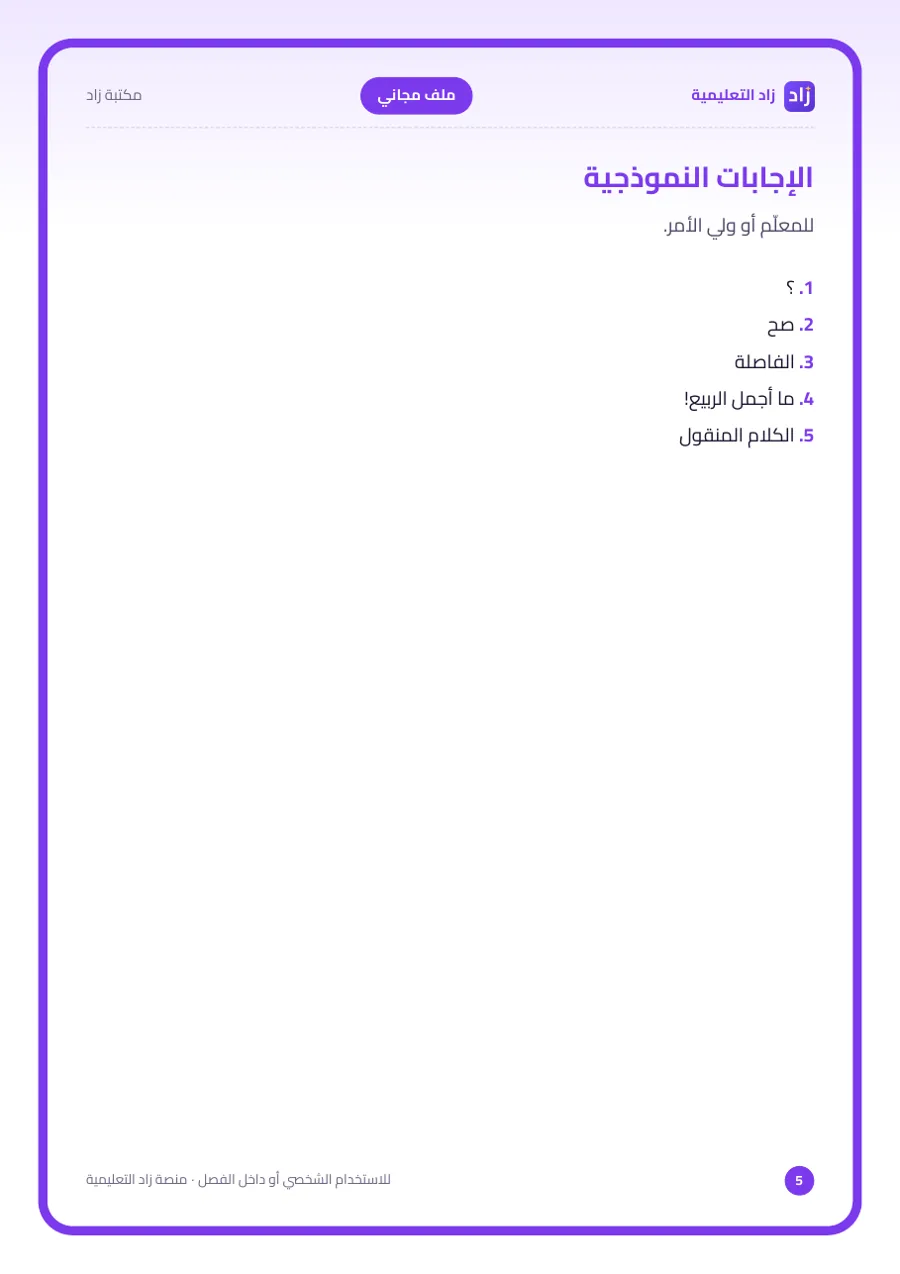 زاد
زاد التعليمية
ملف مجاني
مكتبة زاد
الإجابات النموذجية
للمعلّم أو ولي الأمر.
1. ؟
2. صح
3. الفاصلة
4. ما أجمل الربيع!
5. الكلام المنقول
5
للاستخدام الشخصي أو داخل الفصل · منصة زاد التعليمية